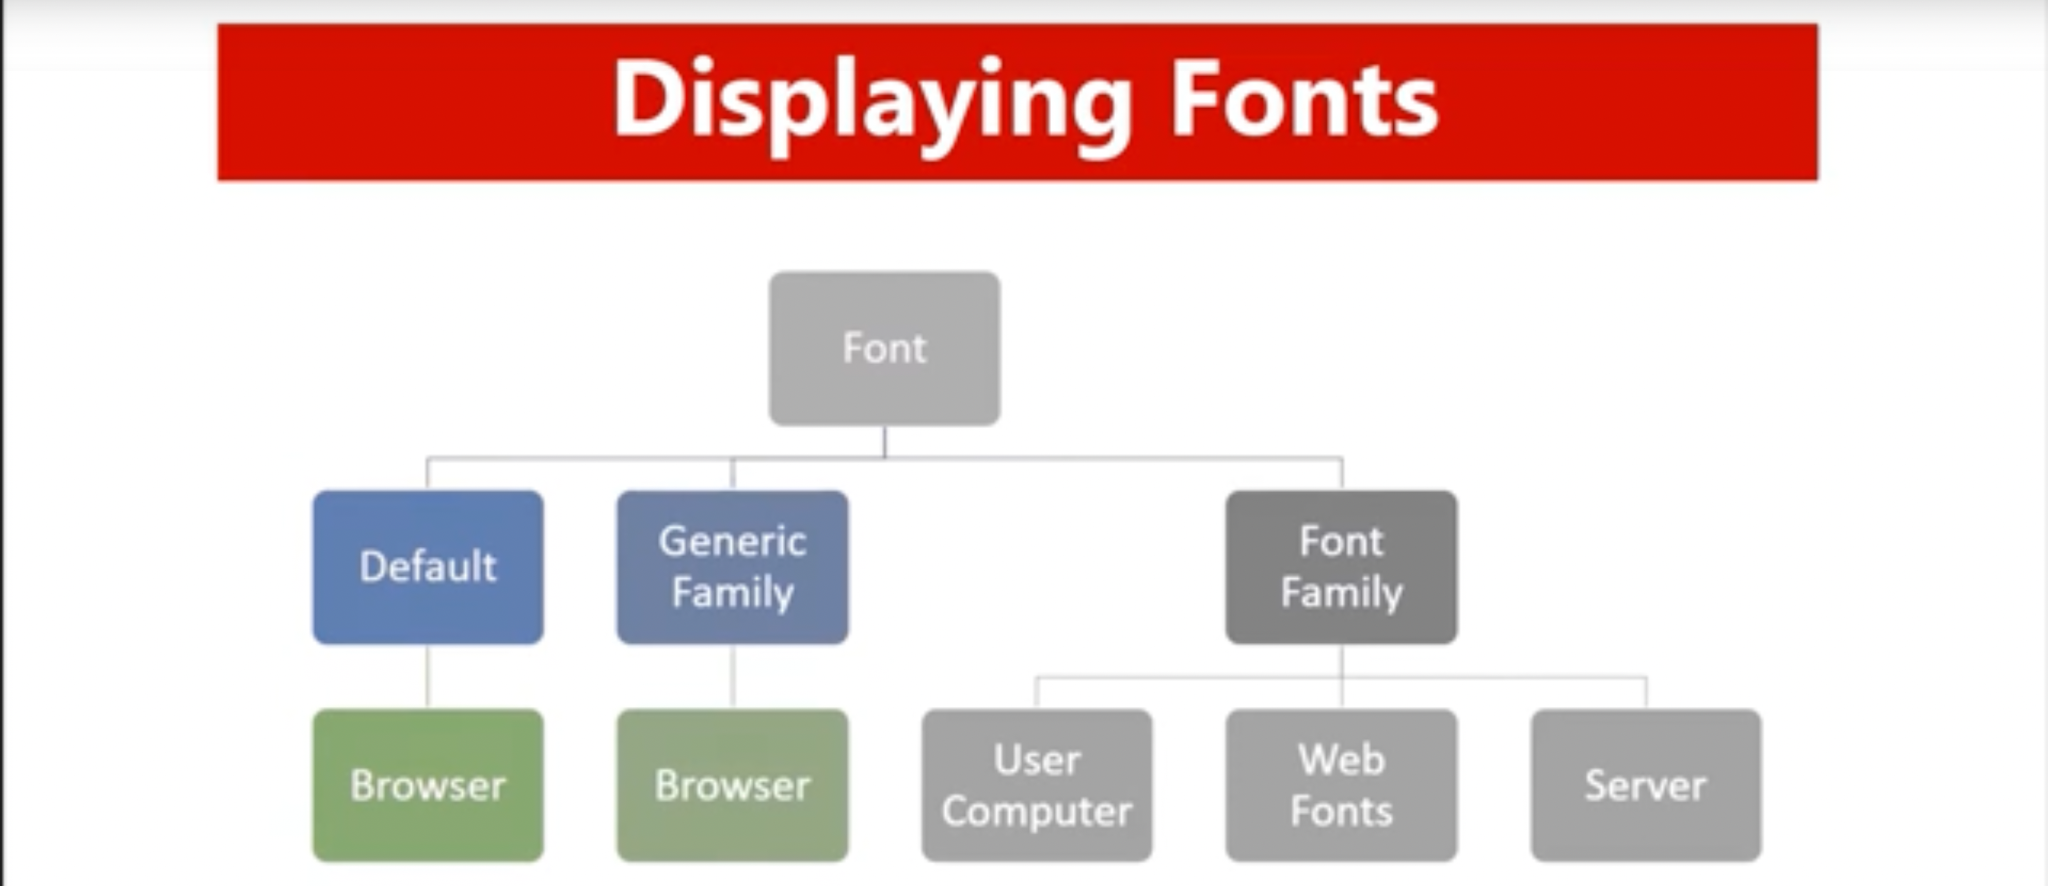 Displaying Fonts
Font
Default
Generic
Family
Font
Family
Browser
Browser
User
Computer
Web
Fonts
Server